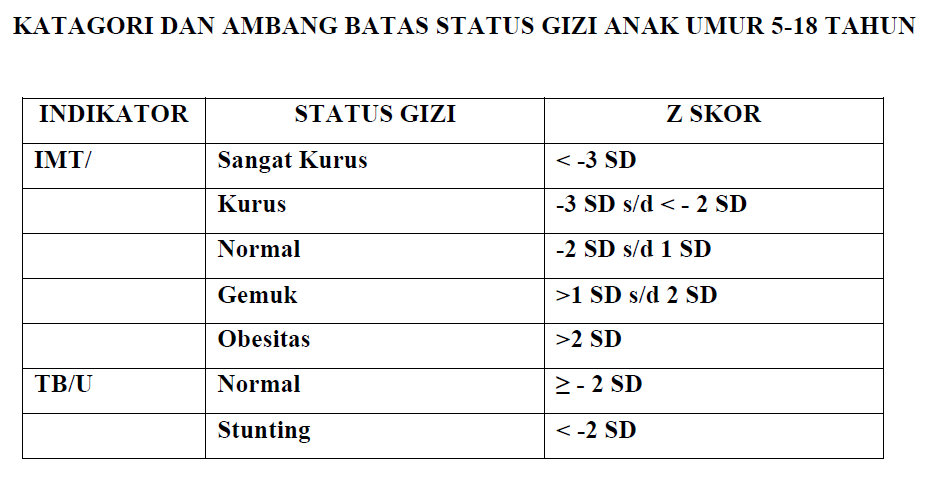 KATAGORI DAN AMBANG BATAS STATUS GIZI ANAK UMUR 5-18 TAHUN
INDIKATOR STATUS GIZI Z SKOR
IMT/ Sangat Kurus < -3 SD
Kurus -3 SD s/d < - 2 SD
Normal -2 SD s/d 1 SD
Gemuk >1 SD s/d 2 SD
Obesitas >2 SD
TB/U Normal ≥ - 2 SD
Stunting < -2 SD